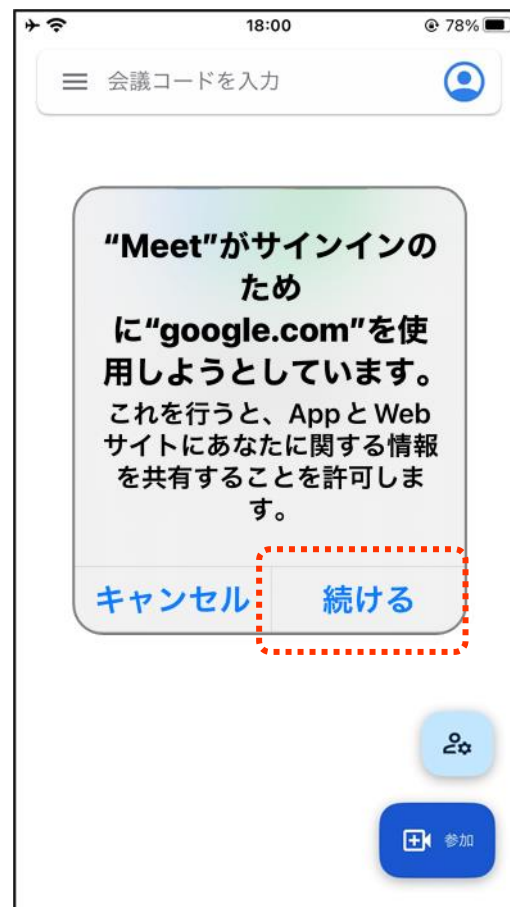 18:00
78%
会議コードを入力
“Meet”がサインインの
ため
に“google.com”を使
用しようとしています。
これを行うと、AppとWeb
サイトにあなたに関する情報
を共有することを許可しま
す。
キャンセル 続ける
参加